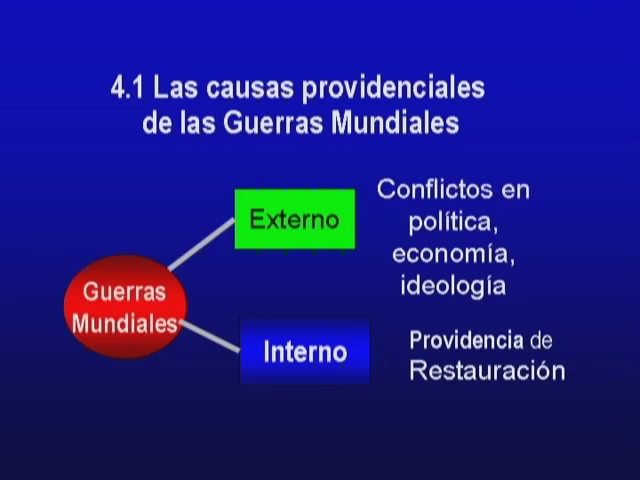 4.1 Las causas providenciales
de las Guerras Mundiales
Externo
Conflictos en
política,
economía,
ideología
Guerras
Mundiales
Interno
Providencia de
Restauración